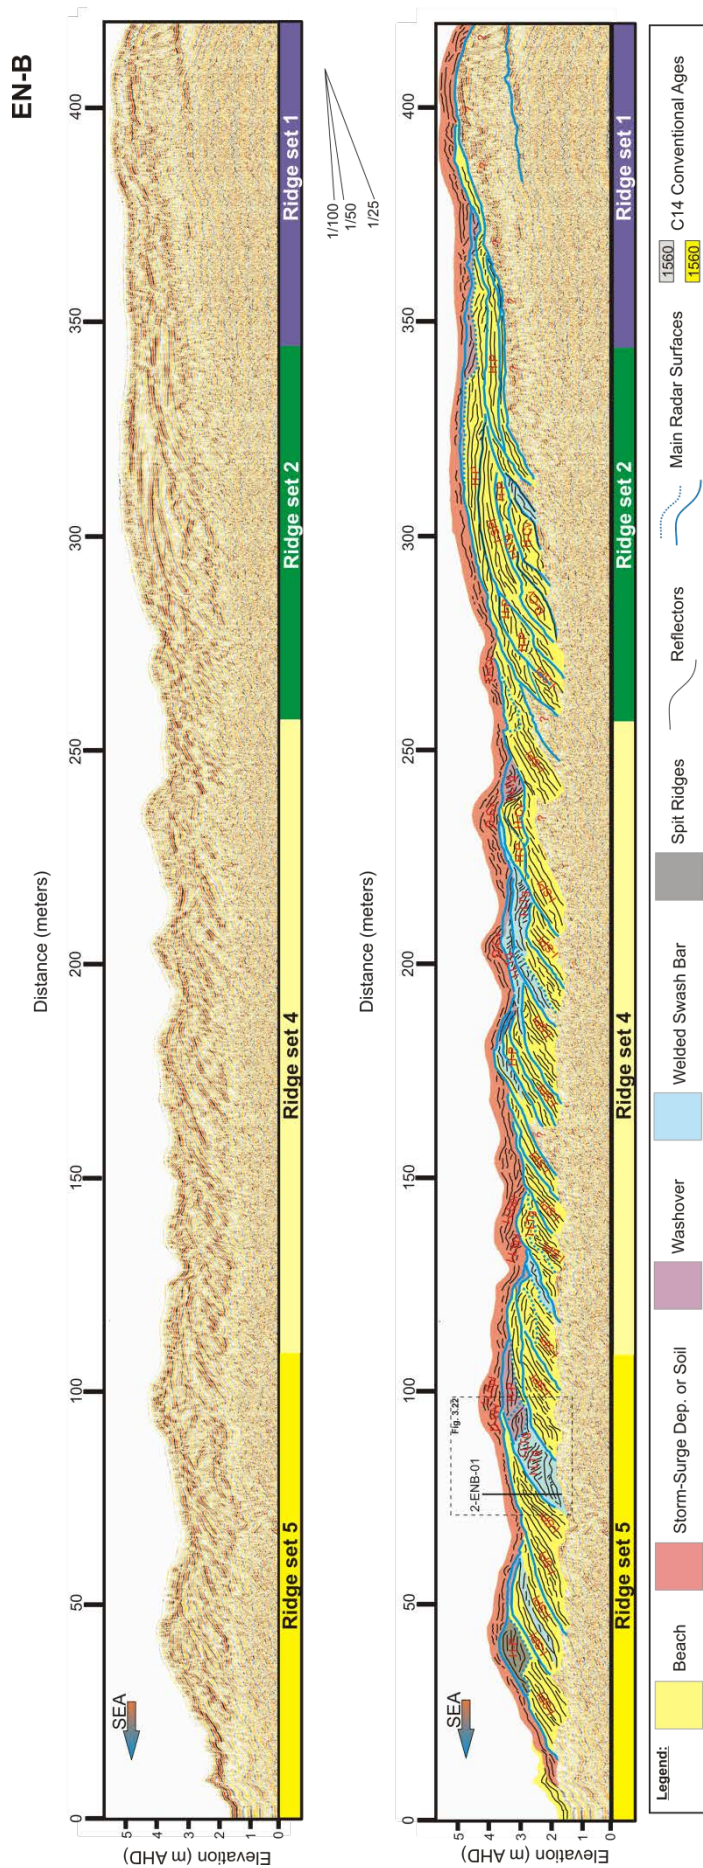 EN-B
Distance (meters)
0
50
100
150
200
250
300
350
400
Elevation (m AHD)
5
4
3
2
1
0
SEA
Ridge set 5
Ridge set 4
Ridge set 2
Ridge set 1
1/100
1/50
1/25
Distance (meters)
0
50
100
150
200
250
300
350
400
Elevation (m AHD)
5
4
3
2
1
0
SEA
2-ENB-01
Fig. 3.22
Ridge set 5
Ridge set 4
Ridge set 2
Ridge set 1
Legend:
Beach
Storm-Surge Dep. or Soil
Washover
Welded Swash Bar
Spit Ridges
Reflectors
Main Radar Surfaces
1560
1560
C14 Conventional Ages